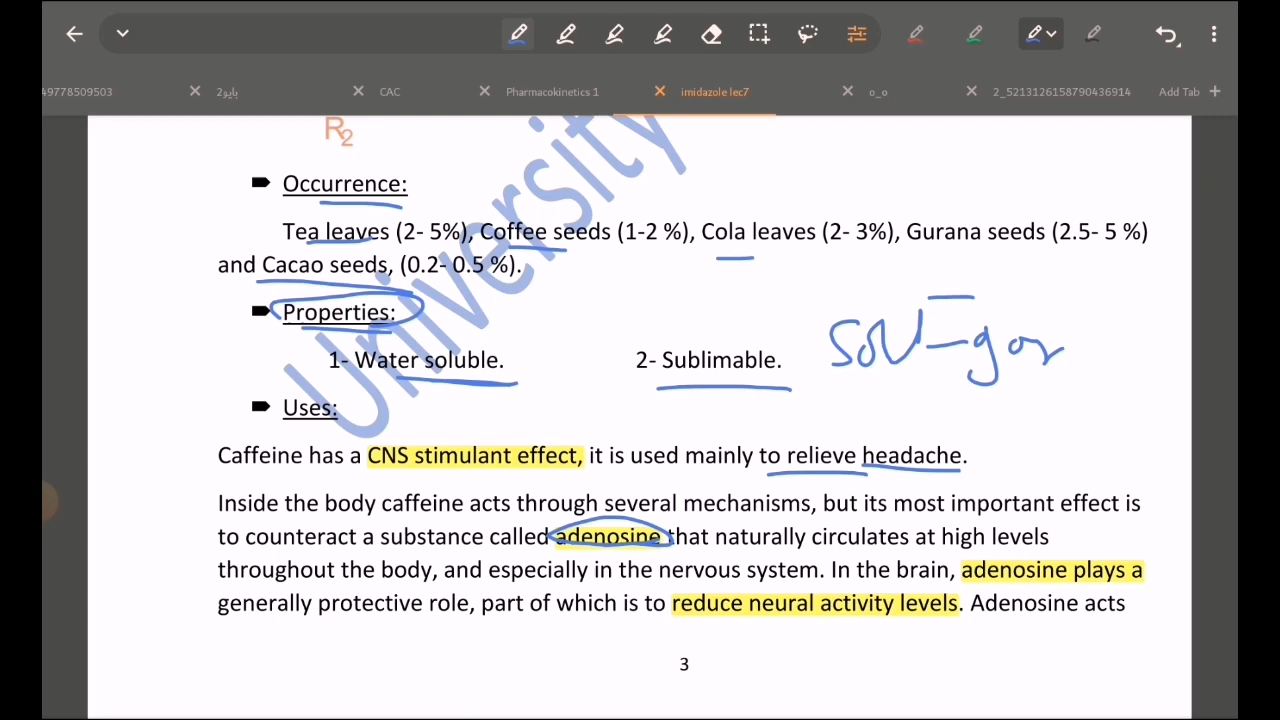 49778509503 بايو2 CAC Pharmacokinetics 1 imidazole lec7 o_o 2_5213126158790436914 Add Tab
R2
University
Occurrence:
Tea leaves (2- 5%), Coffee seeds (1-2 %), Cola leaves (2- 3%), Gurana seeds (2.5- 5 %)
and Cacao seeds, (0.2- 0.5 %).
Properties:
1- Water soluble. 2- Sublimable.
Uses:
Caffeine has a CNS stimulant effect, it is used mainly to relieve headache.
Inside the body caffeine acts through several mechanisms, but its most important effect is
to counteract a substance called adenosine that naturally circulates at high levels
throughout the body, and especially in the nervous system. In the brain, adenosine plays a
generally protective role, part of which is to reduce neural activity levels. Adenosine acts
3